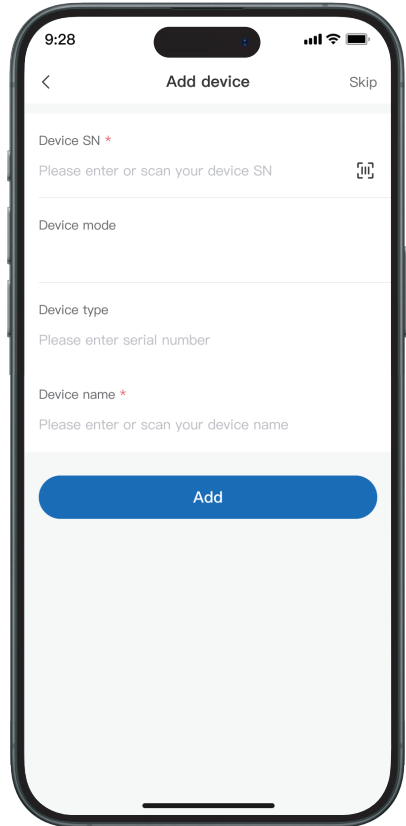 9:28
Add device
Skip
Device SN *
Please enter or scan your device SN
Device mode
Device type
Please enter serial number
Device name *
Please enter or scan your device name
Add